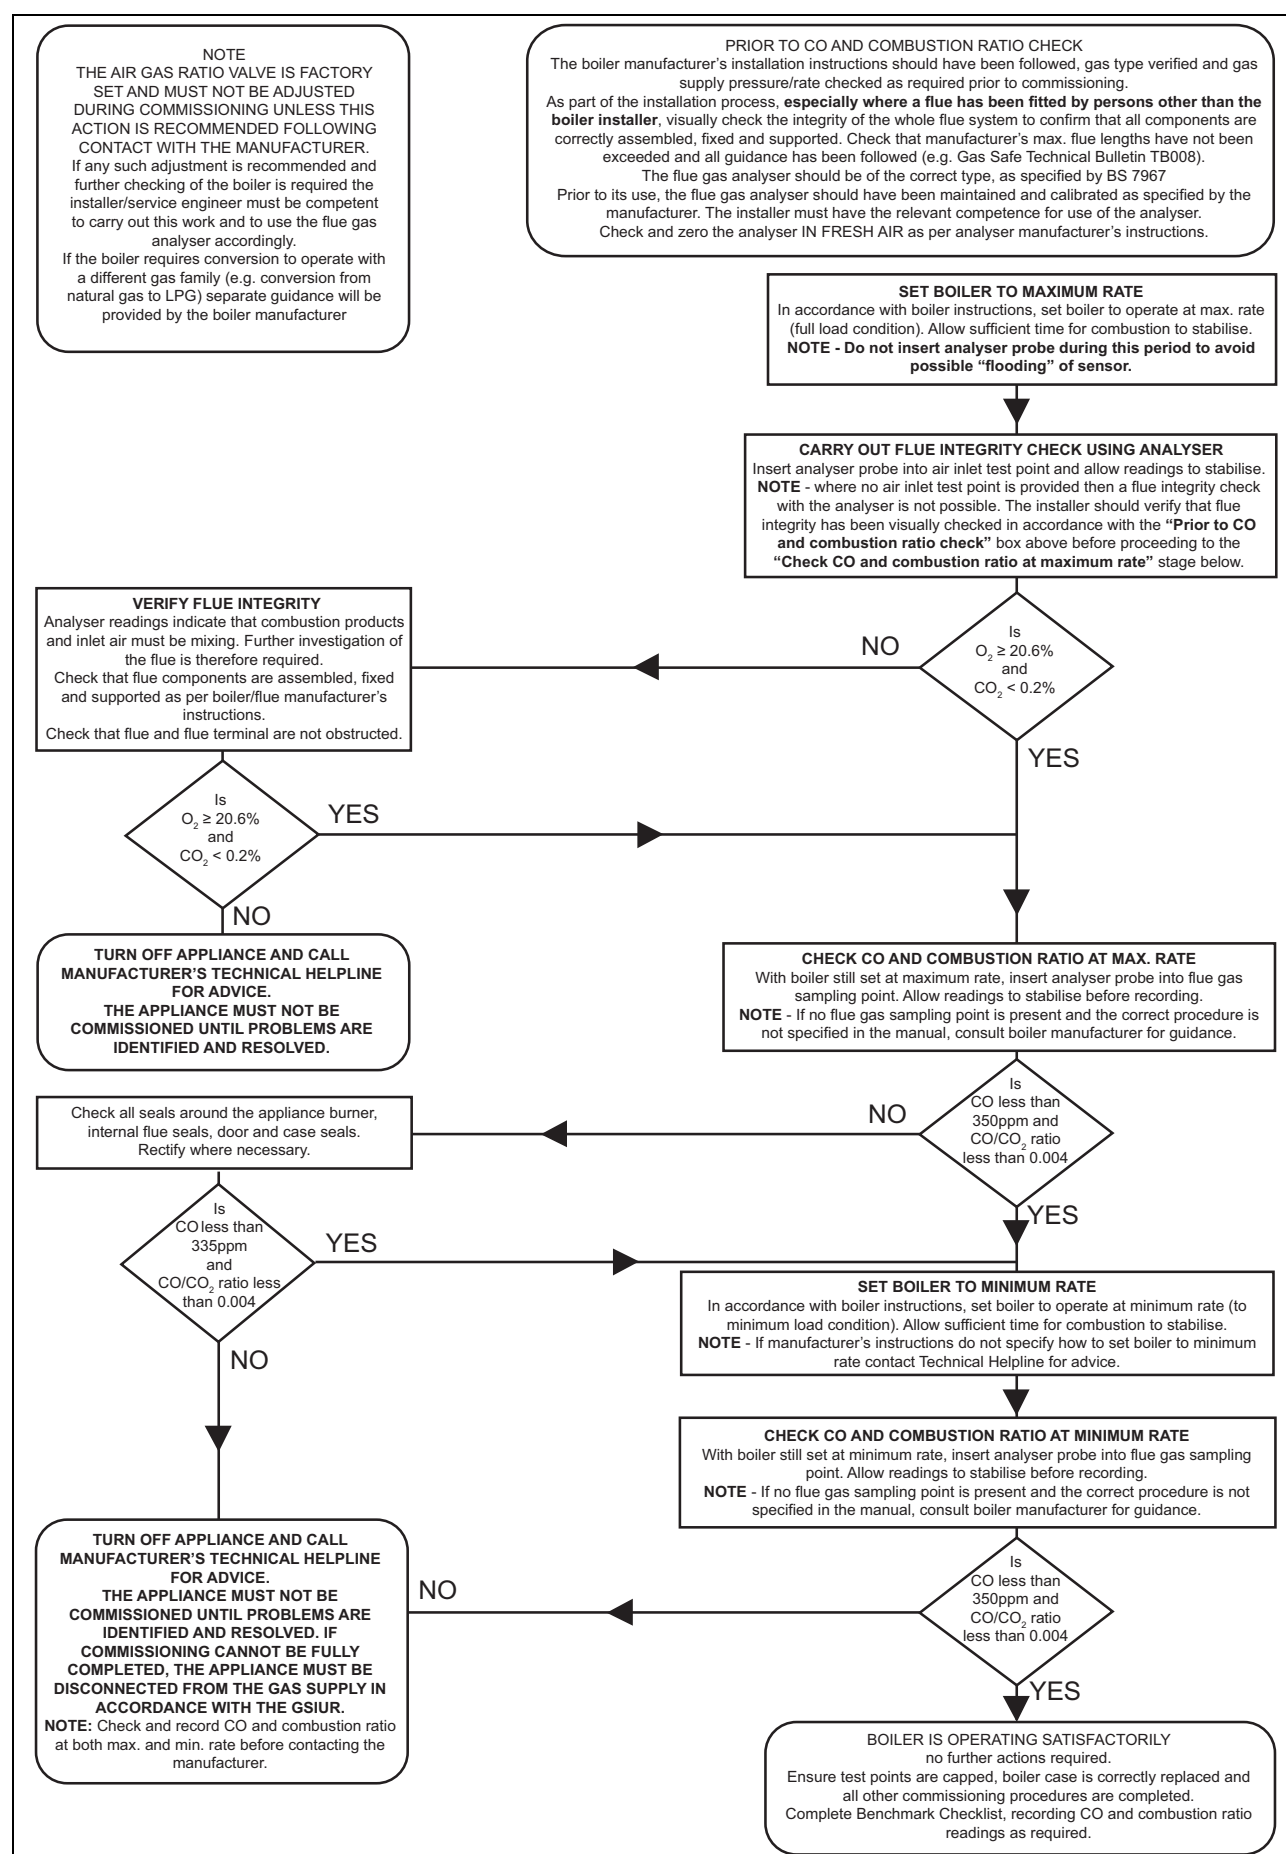 NOTE
THE AIR GAS RATIO VALVE IS FACTORY
SET AND MUST NOT BE ADJUSTED
DURING COMMISSIONING UNLESS THIS
ACTION IS RECOMMENDED FOLLOWING
CONTACT WITH THE MANUFACTURER.
If any such adjustment is recommended and
further checking of the boiler is required the
installer/service engineer must be competent
to carry out this work and to use the flue gas
analyser accordingly.
If the boiler requires conversion to operate with
a different gas family (e.g. conversion from
natural gas to LPG) separate guidance will be
provided by the boiler manufacturer
PRIOR TO CO AND COMBUSTION RATIO CHECK
The boiler manufacturer's installation instructions should have been followed, gas type verified and gas
supply pressure/rate checked as required prior to commissioning.
As part of the installation process, especially where a flue has been fitted by persons other than the
boiler installer, visually check the integrity of the whole flue system to confirm that all components are
correctly assembled, fixed and supported. Check that manufacturer's max. flue lengths have not been
exceeded and all guidance has been followed (e.g. Gas Safe Technical Bulletin TB008).
The flue gas analyser should be of the correct type, as specified by BS 7967
Prior to its use, the flue gas analyser should have been maintained and calibrated as specified by the
manufacturer. The installer must have the relevant competence for use of the analyser.
Check and zero the analyser IN FRESH AIR as per analyser manufacturer's instructions.
SET BOILER TO MAXIMUM RATE
In accordance with boiler instructions, set boiler to operate at max. rate
(full load condition). Allow sufficient time for combustion to stabilise.
NOTE - Do not insert analyser probe during this period to avoid
possible "flooding" of sensor.
CARRY OUT FLUE INTEGRITY CHECK USING ANALYSER
Insert analyser probe into air inlet test point and allow readings to stabilise.
NOTE - where no air inlet test point is provided then a flue integrity check
with the analyser is not possible. The installer should verify that flue
integrity has been visually checked in accordance with the "Prior to CO
and combustion ratio check" box above before proceeding to the
"Check CO and combustion ratio at maximum rate" stage below.
Is
O₂ ≥ 20.6%
and
CO₂ < 0.2%
NO
YES
VERIFY FLUE INTEGRITY
Analyser readings indicate that combustion products
and inlet air must be mixing. Further investigation of
the flue is therefore required.
Check that flue components are assembled, fixed
and supported as per boiler/flue manufacturer's
instructions.
Check that flue and flue terminal are not obstructed.
Is
O₂ ≥ 20.6%
and
CO₂ < 0.2%
YES
NO
TURN OFF APPLIANCE AND CALL
MANUFACTURER'S TECHNICAL HELPLINE
FOR ADVICE.
THE APPLIANCE MUST NOT BE
COMMISSIONED UNTIL PROBLEMS ARE
IDENTIFIED AND RESOLVED.
CHECK CO AND COMBUSTION RATIO AT MAX. RATE
With boiler still set at maximum rate, insert analyser probe into flue gas
sampling point. Allow readings to stabilise before recording.
NOTE - If no flue gas sampling point is present and the correct procedure is
not specified in the manual, consult boiler manufacturer for guidance.
Is
CO less than
350ppm and
CO/CO₂ ratio
less than 0.004
NO
YES
Check all seals around the appliance burner,
internal flue seals, door and case seals.
Rectify where necessary.
Is
CO less than
335ppm
and
CO/CO₂ ratio less
than 0.004
YES
NO
SET BOILER TO MINIMUM RATE
In accordance with boiler instructions, set boiler to operate at minimum rate (to
minimum load condition). Allow sufficient time for combustion to stabilise.
NOTE - If manufacturer's instructions do not specify how to set boiler to minimum
rate contact Technical Helpline for advice.
CHECK CO AND COMBUSTION RATIO AT MINIMUM RATE
With boiler still set at minimum rate, insert analyser probe into flue gas sampling
point. Allow readings to stabilise before recording.
NOTE - If no flue gas sampling point is present and the correct procedure is not
specified in the manual, consult boiler manufacturer for guidance.
Is
CO less than
350ppm and
CO/CO₂ ratio
less than 0.004
NO
YES
TURN OFF APPLIANCE AND CALL
MANUFACTURER'S TECHNICAL HELPLINE
FOR ADVICE.
THE APPLIANCE MUST NOT BE
COMMISSIONED UNTIL PROBLEMS ARE
IDENTIFIED AND RESOLVED. IF
COMMISSIONING CANNOT BE FULLY
COMPLETED, THE APPLIANCE MUST BE
DISCONNECTED FROM THE GAS SUPPLY IN
ACCORDANCE WITH THE GSIUR.
NOTE: Check and record CO and combustion ratio
at both max. and min. rate before contacting the
manufacturer.
BOILER IS OPERATING SATISFACTORILY
no further actions required.
Ensure test points are capped, boiler case is correctly replaced and
all other commissioning procedures are completed.
Complete Benchmark Checklist, recording CO and combustion ratio
readings as required.